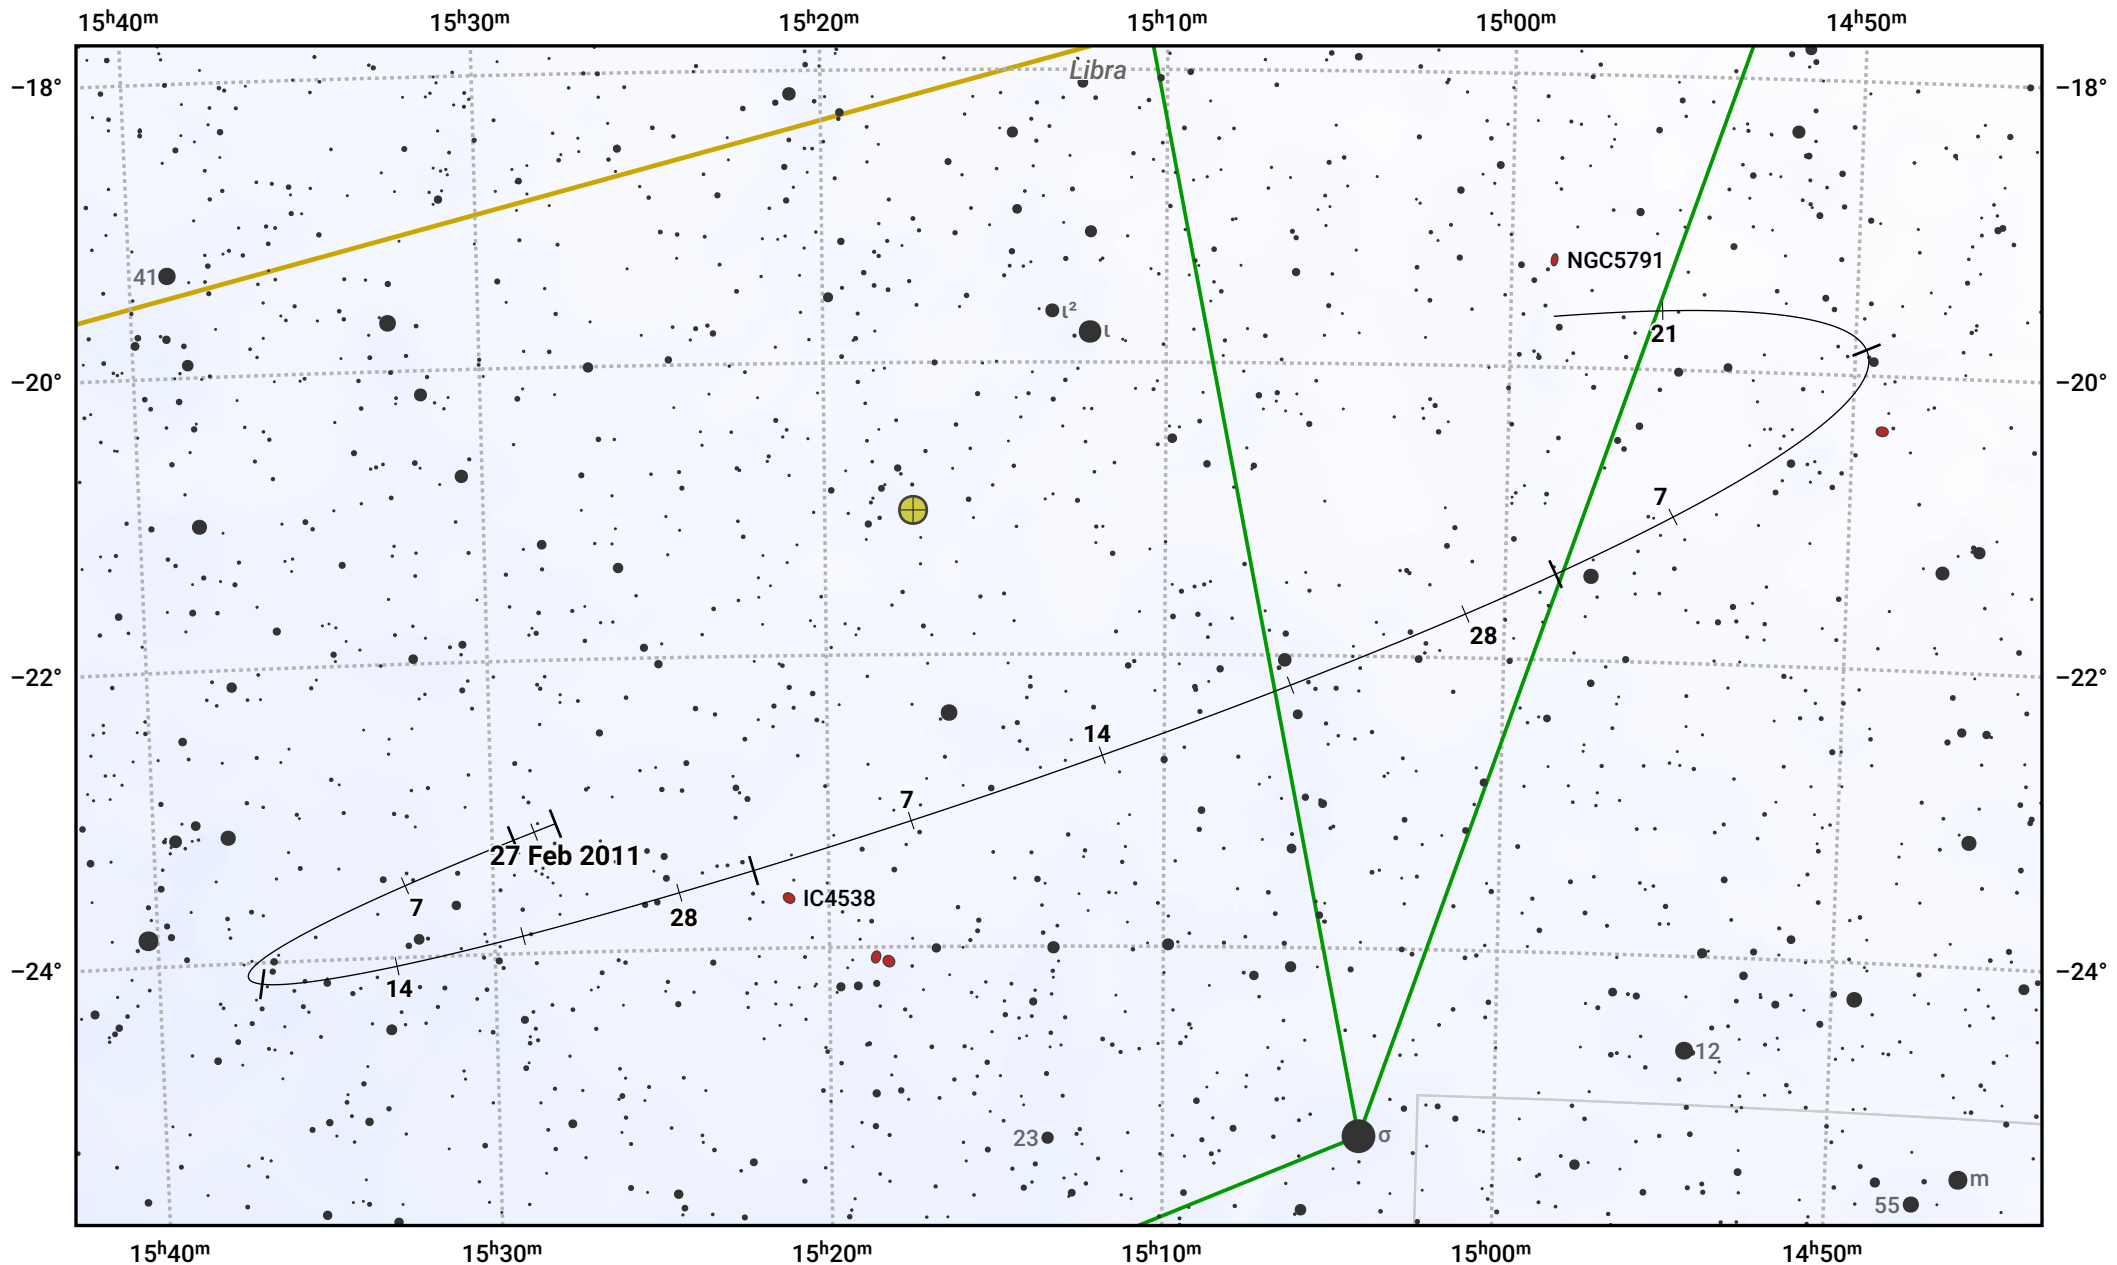 15ʰ40ᵐ 15ʰ30ᵐ 15ʰ20ᵐ 15ʰ10ᵐ 15ʰ00ᵐ 14ʰ50ᵐ
Libra
−18° −18°
NGC5791
41
ι²
ι
21
−20° −20°
7
28
−22° −22°
14
7
27 Feb 2011
IC4538
7
28
−24° −24°
14
12
σ
23
m
55
15ʰ40ᵐ 15ʰ30ᵐ 15ʰ20ᵐ 15ʰ10ᵐ 15ʰ00ᵐ 14ʰ50ᵐ